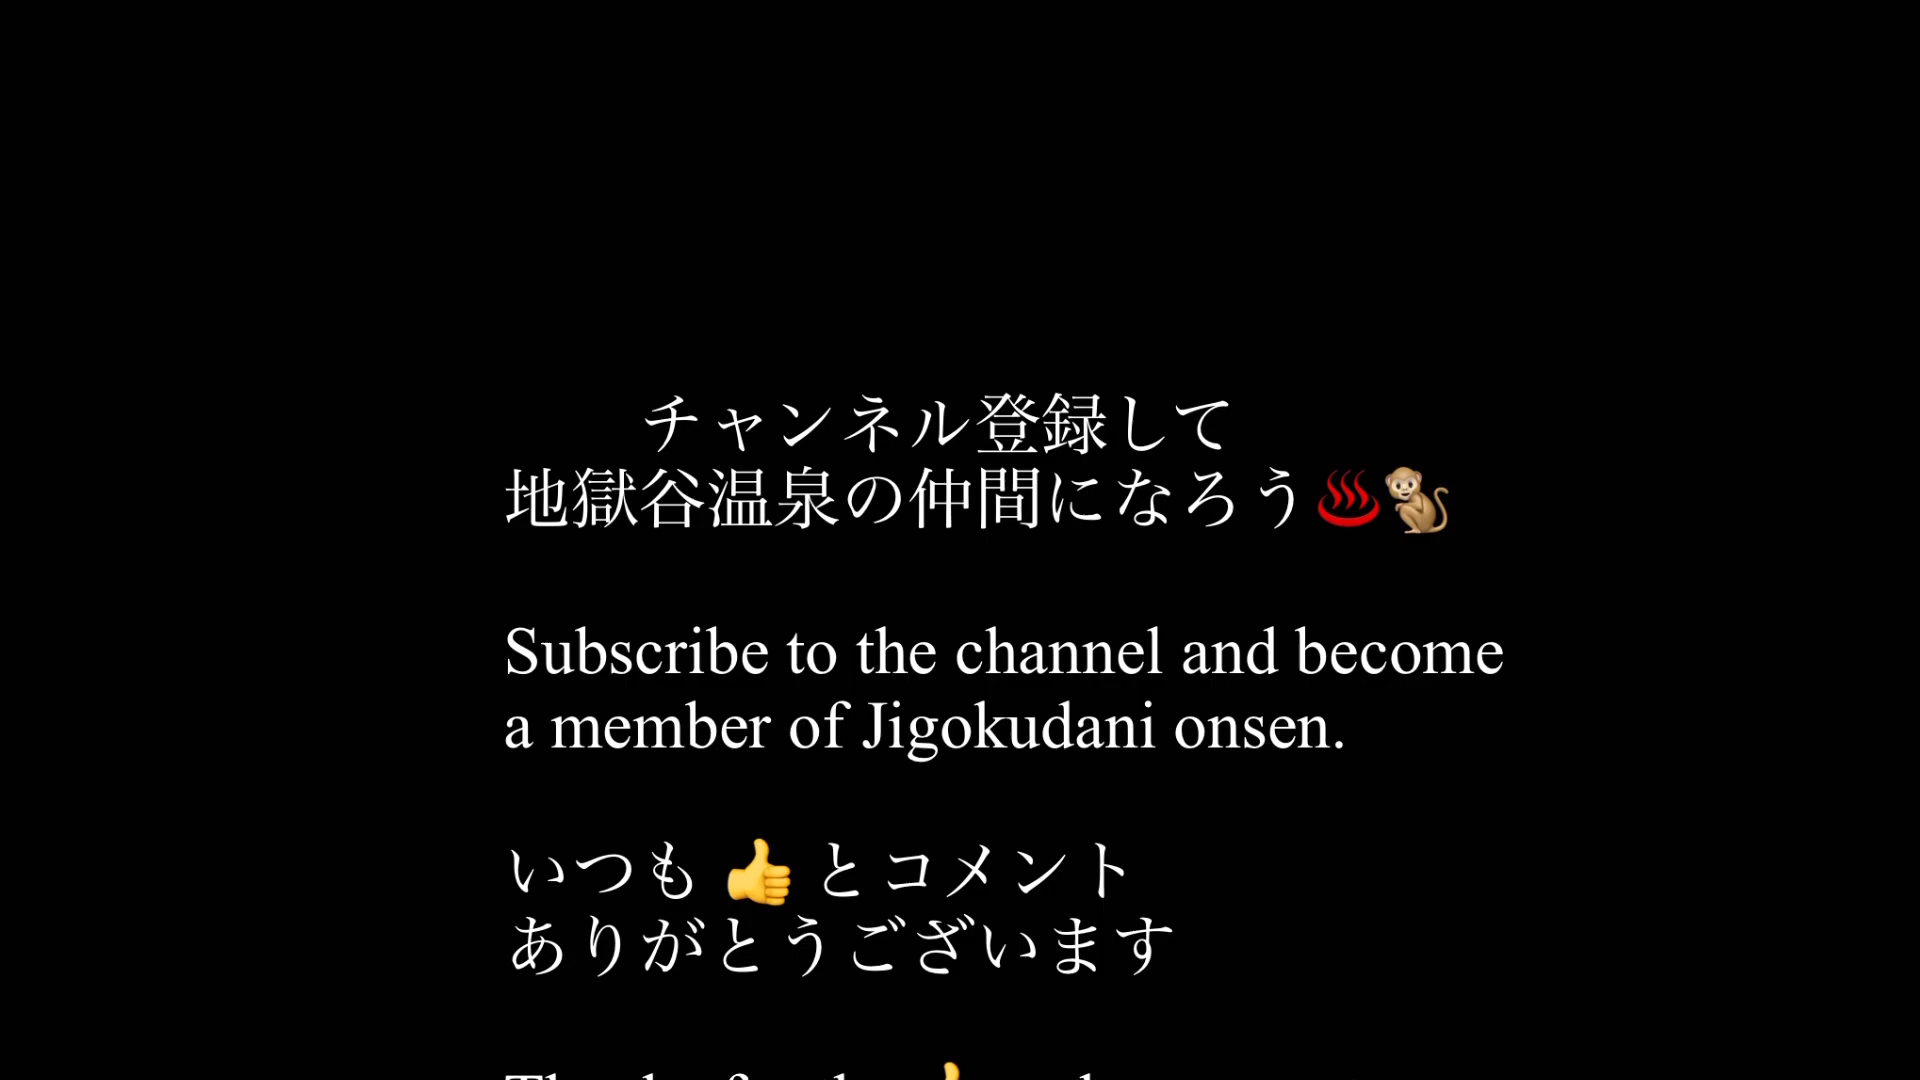 チャンネル登録して
地獄谷温泉の仲間になろう♨️🐒
Subscribe to the channel and become
a member of Jigokudani onsen.
いつも 👍 とコメント
ありがとうございます